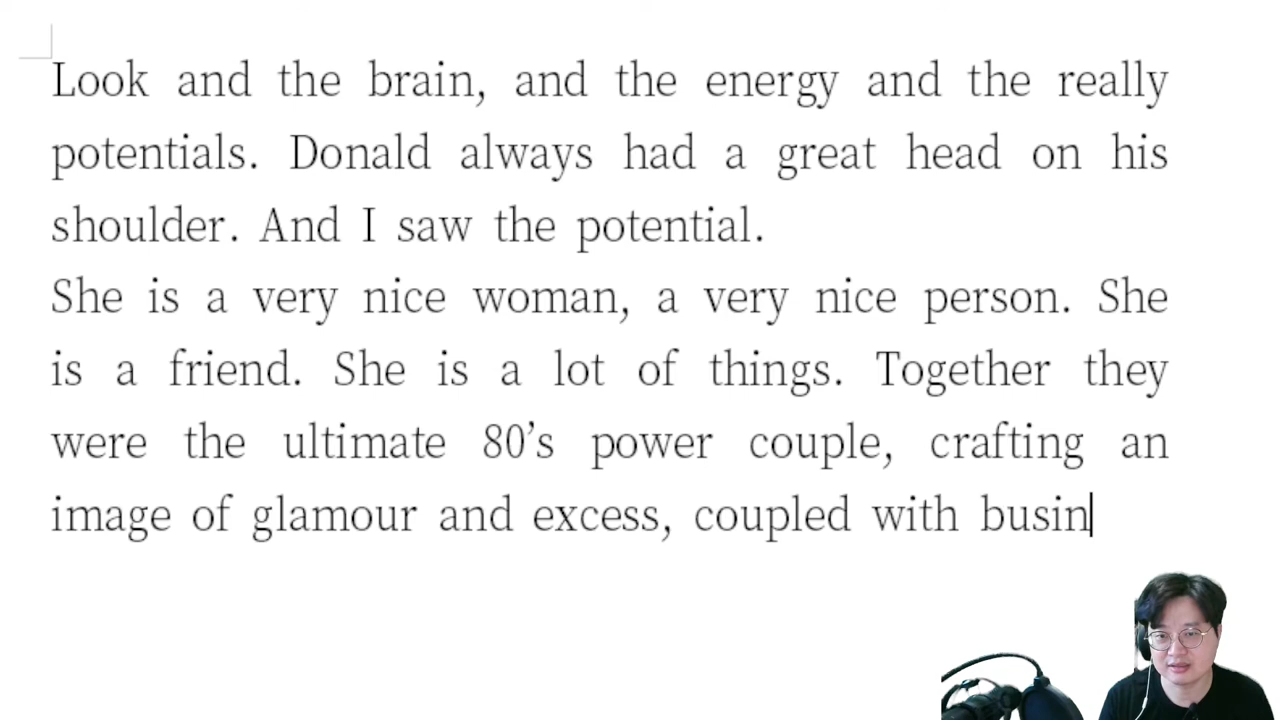 Look and the brain, and the energy and the really
potentials. Donald always had a great head on his
shoulder. And I saw the potential.
She is a very nice woman, a very nice person. She
is a friend. She is a lot of things. Together they
were the ultimate 80’s power couple, crafting an
image of glamour and excess, coupled with busin